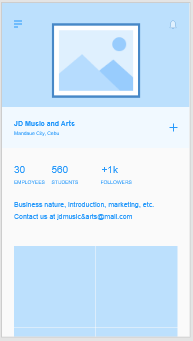 JD Music and Arts
Mandaue City, Cebu
30 560 +1k
EMPLOYEES STUDENTS FOLLOWERS
Business nature, introduction, marketing, etc.
Contact us at jdmusic&arts@mail.com